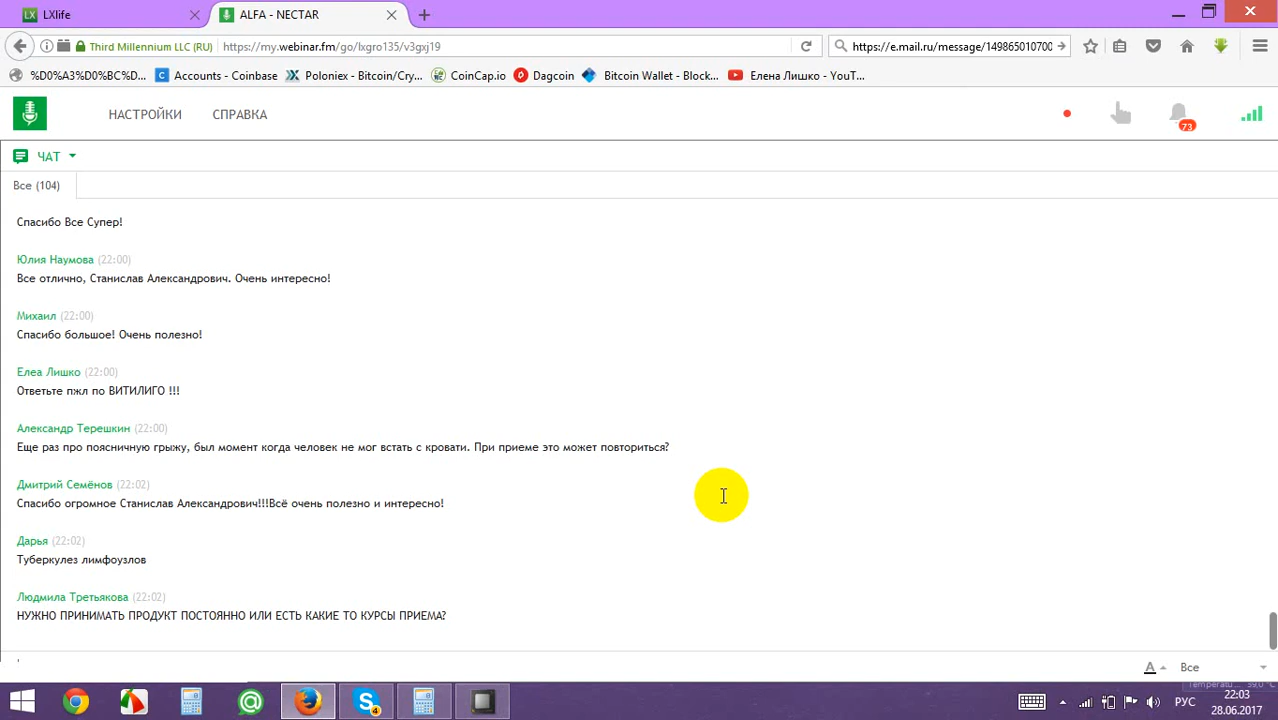 LXlife
ALFA - NECTAR
Third Millennium LLC (RU)
https://my.webinar.fm/go/lxgro135/v3gxj19
https://e.mail.ru/message/149865010700
%D0%A3%D0%BC%D...
Accounts - Coinbase
Poloniex - Bitcoin/Cry...
CoinCap.io
Dagcoin
Bitcoin Wallet - Block...
Елена Лишко - YouT...
НАСТРОЙКИ
СПРАВКА
73
ЧАТ
Все (104)
Спасибо Все Супер!
Юлия Наумова (22:00)
Все отлично, Станислав Александрович. Очень интересно!
Михаил (22:00)
Спасибо большое! Очень полезно!
Елеа Лишко (22:00)
Ответьте пжл по ВИТИЛИГО !!!
Александр Терешкин (22:00)
Еще раз про поясничную грыжу, был момент когда человек не мог встать с кровати. При приеме это может повториться?
Дмитрий Семёнов (22:02)
Спасибо огромное Станислав Александрович!!!Всё очень полезно и интересно!
Дарья (22:02)
Туберкулез лимфоузлов
Людмила Третьякова (22:02)
НУЖНО ПРИНИМАТЬ ПРОДУКТ ПОСТОЯННО ИЛИ ЕСТЬ КАКИЕ ТО КУРСЫ ПРИЕМА?
A
Все
4
РУС
22:03
28.06.2017